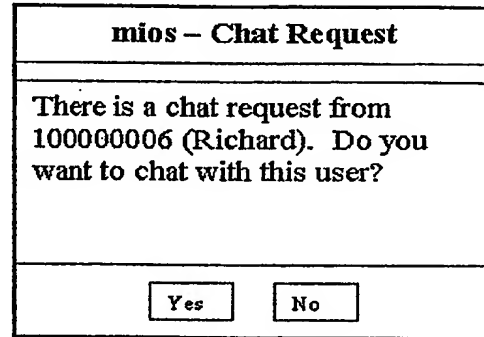 mios – Chat Request
There is a chat request from
100000006 (Richard). Do you
want to chat with this user?
Yes
No